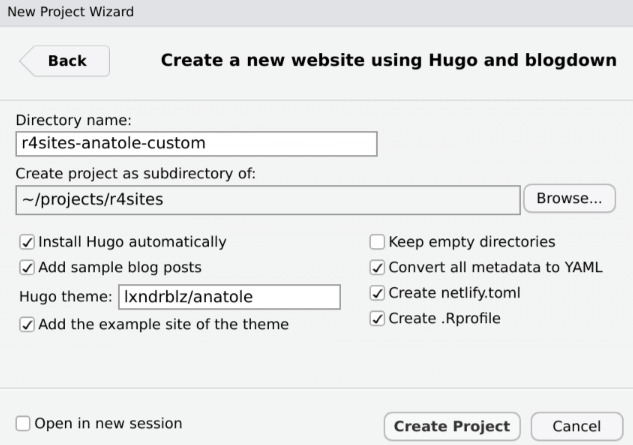 New Project Wizard
Back
Create a new website using Hugo and blogdown
Directory name:
r4sites-anatole-custom
Create project as subdirectory of:
~/projects/r4sites
Browse...
Install Hugo automatically
Keep empty directories
Add sample blog posts
Convert all metadata to YAML
Hugo theme: lxndrblz/anatole
Create netlify.toml
Add the example site of the theme
Create .Rprofile
Open in new session
Create Project
Cancel